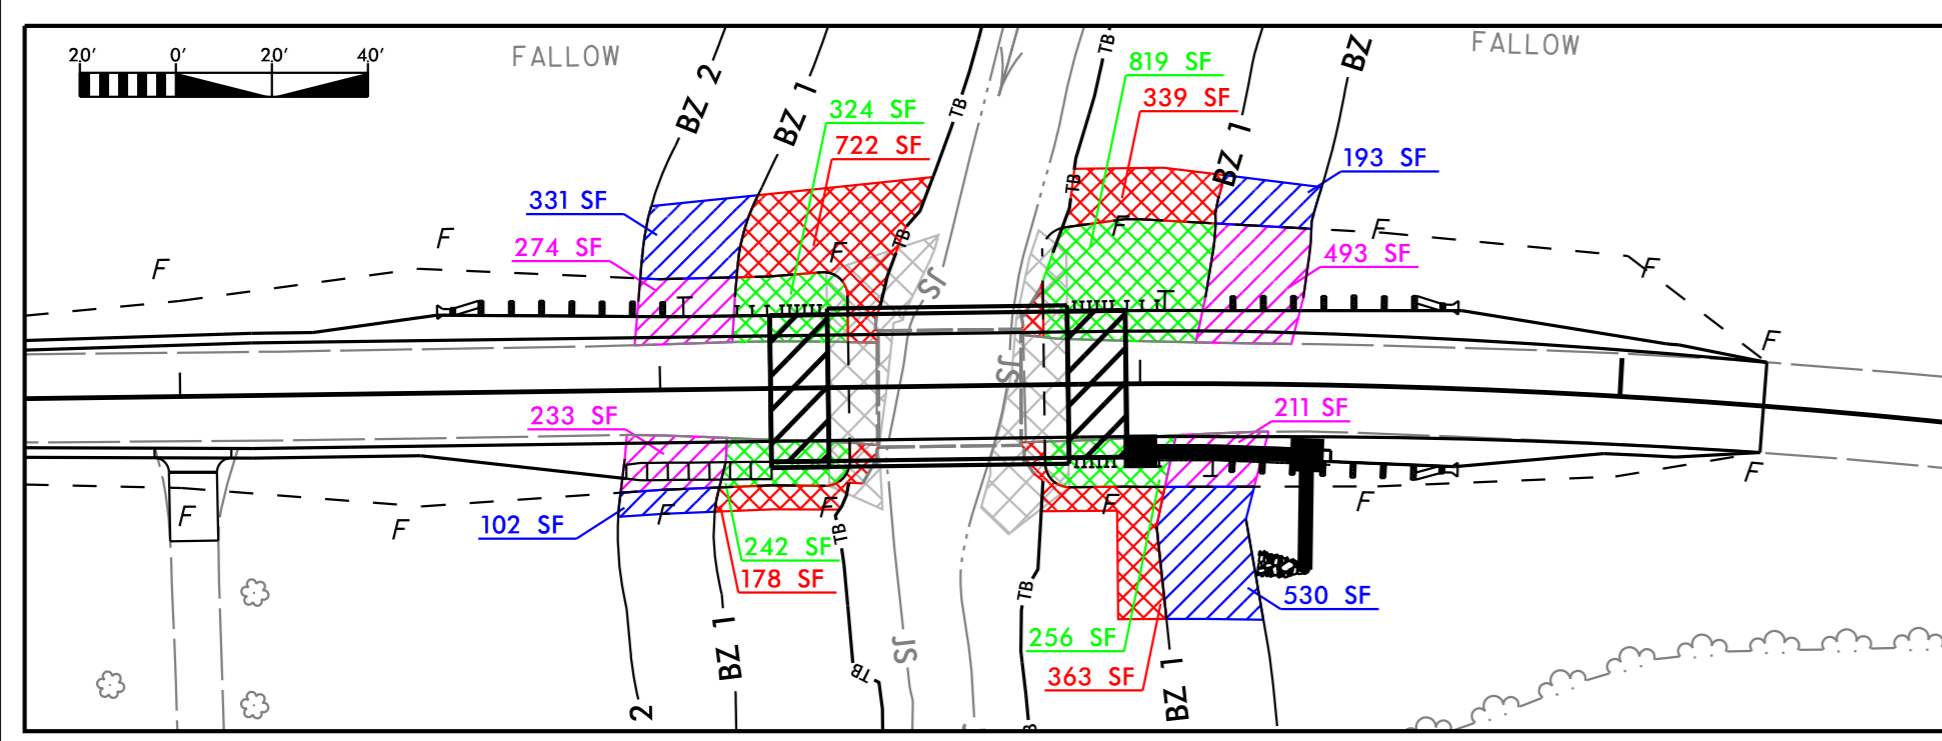 20' 0' 20' 40'
FALLOW
FALLOW
BZ 2
BZ 1
TB
TB
BZ 1
BZ
819 SF
339 SF
324 SF
722 SF
193 SF
331 SF
274 SF
493 SF
TB
TB
F
F
F
F
F
F
F
T
T
JS
JS
233 SF
211 SF
102 SF
242 SF
178 SF
530 SF
256 SF
363 SF
F
F
F
F
F
F
F
TB
TB
TB
JS
2
BZ 1
BZ 1
B